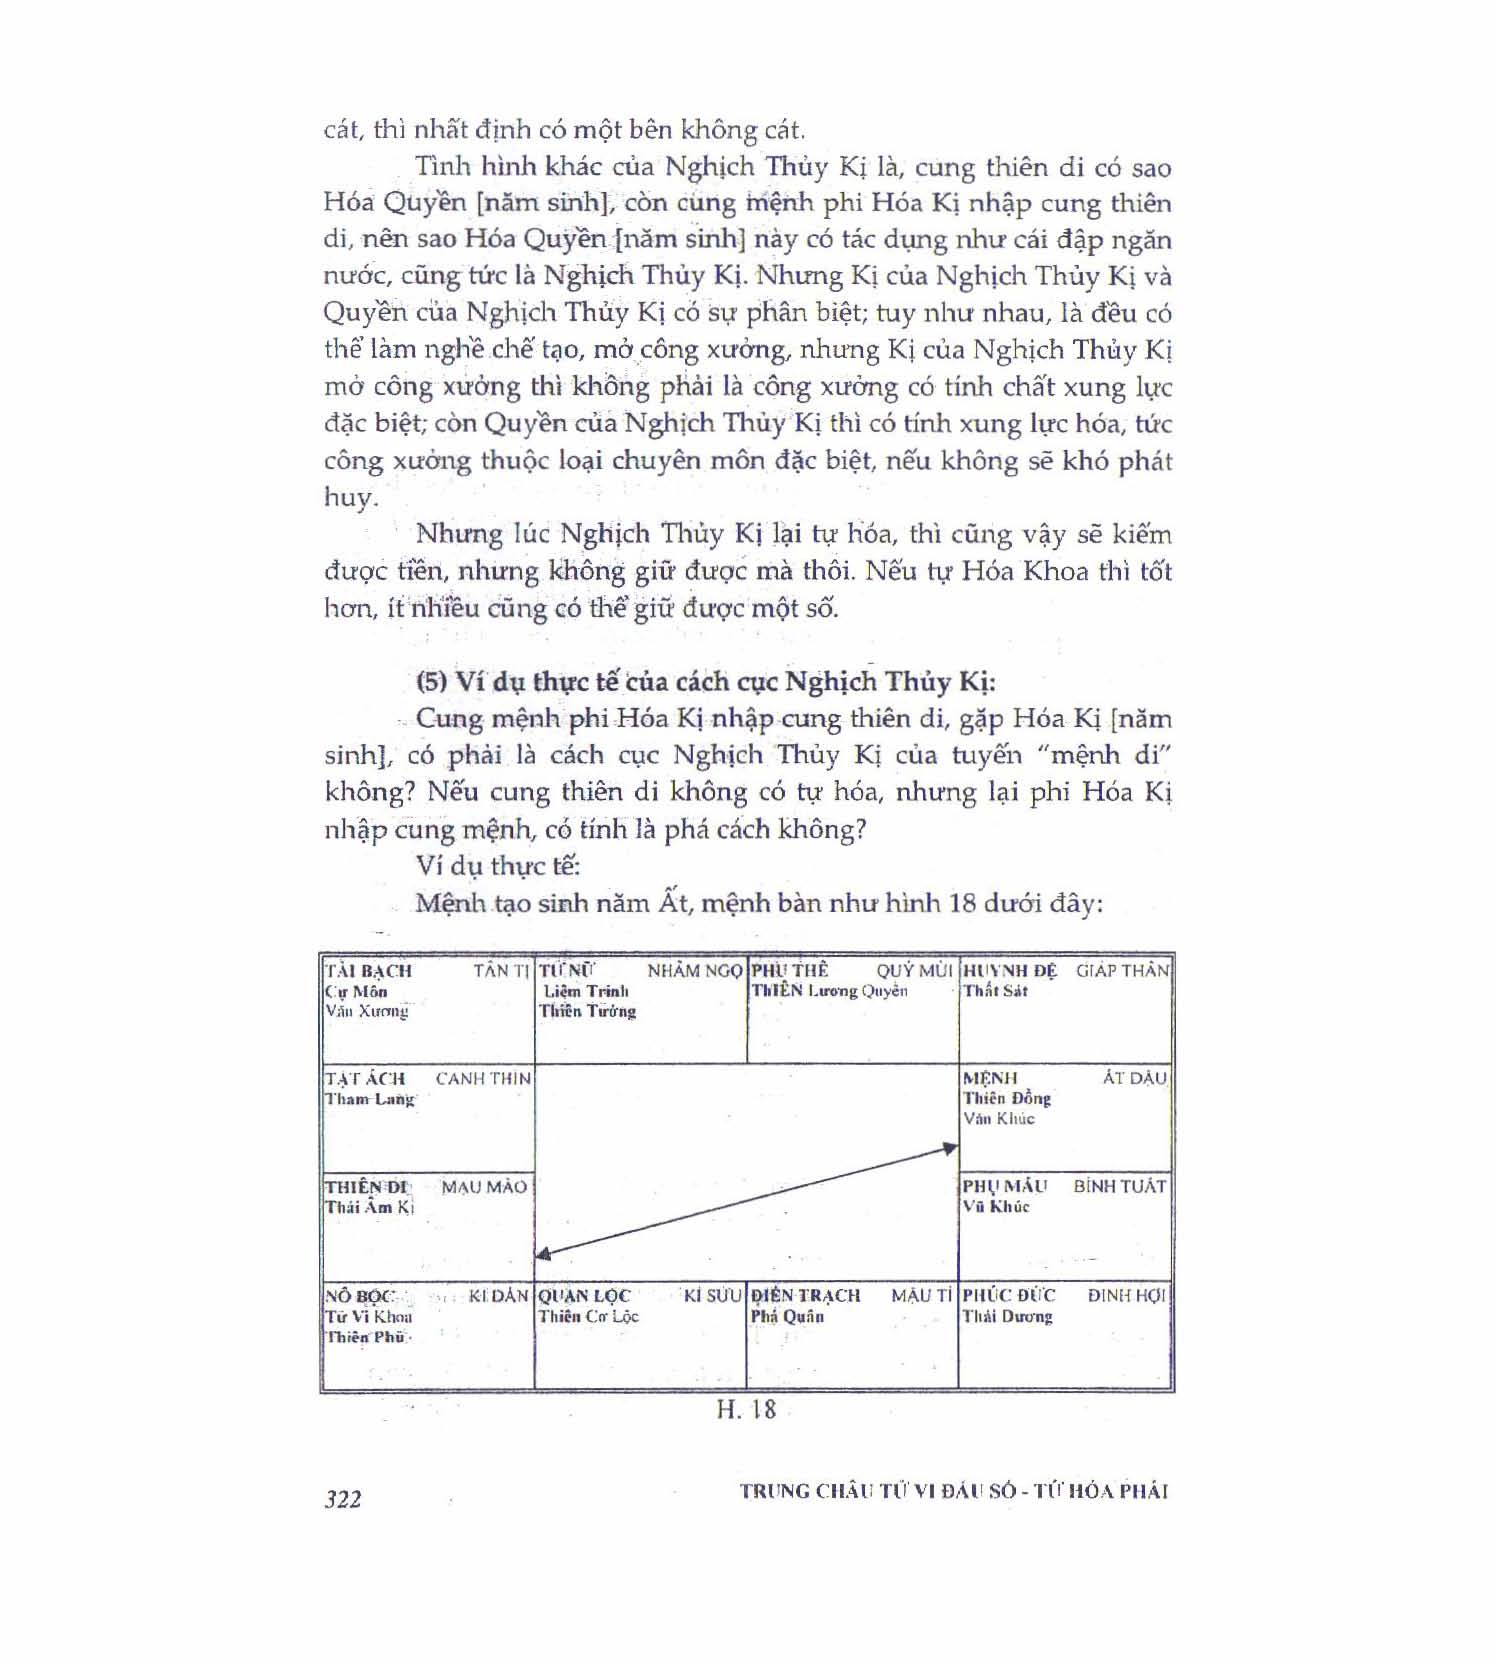 cát, thì nhất định có một bên không cát.
Tình hình khác của Nghịch Thủy Kị là, cung thiên di có sao
Hóa Quyền [năm sinh], còn cung mệnh phi Hóa Kị nhập cung thiên
di, nên sao Hóa Quyền [năm sinh] này có tác dụng như cái đập ngăn
nước, cũng tức là Nghịch Thủy Kị. Nhưng Kị của Nghịch Thủy Kị và
Quyền của Nghịch Thủy Kị có sự phân biệt; tuy như nhau, là đều có
thể làm nghề chế tạo, mở công xưởng, nhưng Kị của Nghịch Thủy Kị
mở công xưởng thì không phải là công xưởng có tính chất xung lực
đặc biệt; còn Quyền của Nghịch Thủy Kị thì có tính xung lực hóa, tức
công xưởng thuộc loại chuyên môn đặc biệt, nếu không sẽ khó phát
huy.
Nhưng lúc Nghịch Thủy Kị lại tự hóa, thì cũng vậy sẽ kiếm
được tiền, nhưng không giữ được mà thôi. Nếu tự Hóa Khoa thì tốt
hơn, ít nhiều cũng có thể giữ được một số.
(5) Ví dụ thực tế của cách cục Nghịch Thủy Kị:
Cung mệnh phi Hóa Kị nhập cung thiên di, gặp Hóa Kị [năm
sinh], có phải là cách cục Nghịch Thủy Kị của tuyến "mệnh di"
không? Nếu cung thiên di không có tự hóa, nhưng lại phi Hóa Kị
nhập cung mệnh, có tính là phá cách không?
Ví dụ thực tế:
Mệnh tạo sinh năm Ất, mệnh bàn như hình 18 dưới đây:
TÀI BẠCH TÂN TỊ TỬ NỮ NHÂM NGỌ PHU THÊ QUÝ MÙI HUYNH ĐỆ GIÁP THÂN
Cự Môn Liêm Trinh THIÊN Lương Quyền Thất Sát
Văn Xương Thiên Tướng
TẬT ÁCH CANH THÌN MỆNH ẤT DẬU
Tham Lang Thiên Đồng
Văn Khúc
THIÊN DI MẠU MÃO PHỤ MẪU BÍNH TUẤT
Thái Âm Kị Vũ Khúc
NÔ BỘC KỈ DẦN QUAN LỘC KỈ SỬU ĐIỀN TRẠCH MẬU TÍ PHÚC ĐỨC ĐINH HỢI
Tử Vi Khoa Thiên Cơ Lộc Phá Quân Thái Dương
Thiên Phủ
H. 18
322 TRUNG CHÂU TỬ VI ĐẨU SỐ - TỨ HÓA PHÁI